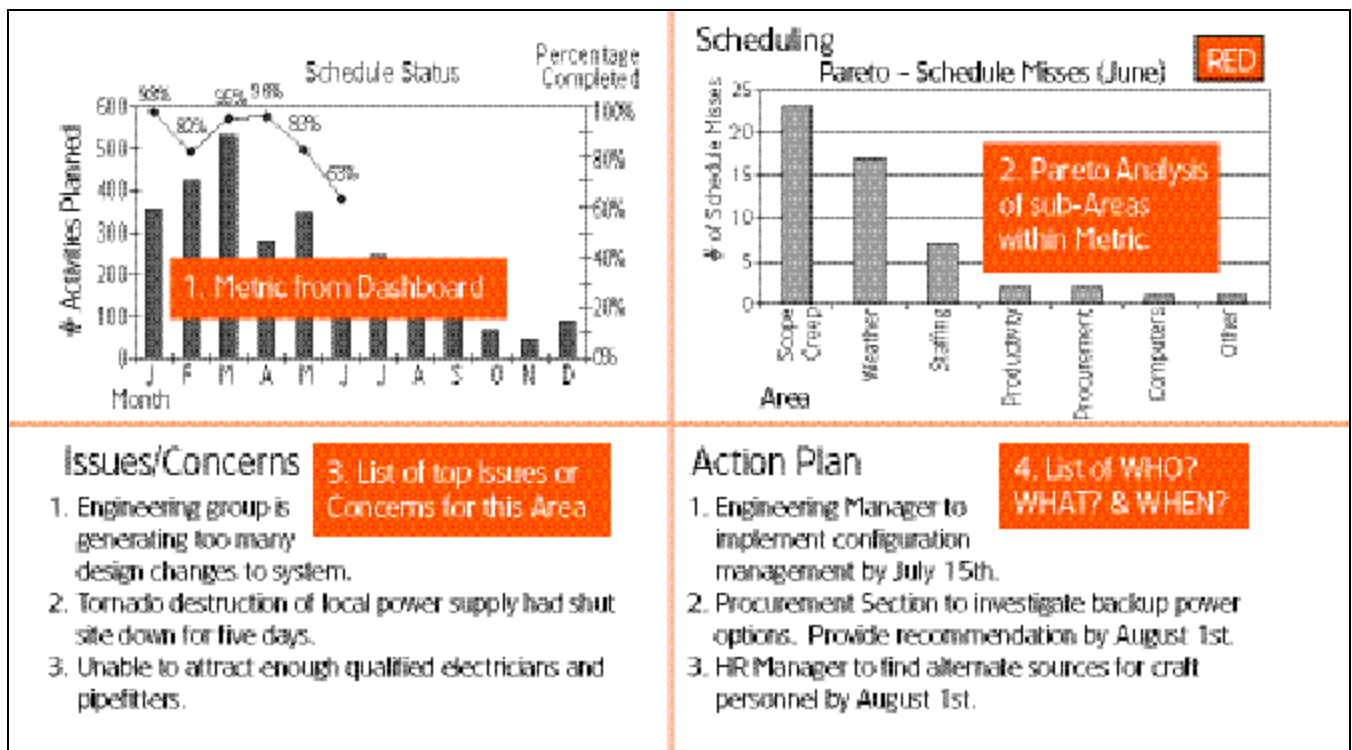 Schedule Status
Percentage
Completed
98%
96%
98%
83%
63%
600
500
400
300
200
100
0
100%
80%
60%
40%
20%
0%
# Activities Planned
1. Metric from Dashboard
J F M A M J J A S O N D
Month
Scheduling
RED
Pareto – Schedule Misses (June)
25
20
15
10
5
0
# of Schedule Misses
2. Pareto Analysis
of sub-Areas
within Metric.
Scope
Creep
Weather
Staffing
Productivity
Procurement
Computers
Other
Area
Issues/Concerns
3. List of top Issues or
Concerns for this Area
1. Engineering group is
generating too many
design changes to system.
2. Tornado destruction of local power supply had shut
site down for five days.
3. Unable to attract enough qualified electricians and
pipefitters.
Action Plan
4. List of WHO?
WHAT? & WHEN?
1. Engineering Manager to
implement configuration
management by July 15th.
2. Procurement Section to investigate backup power
options. Provide recommendation by August 1st.
3. HR Manager to find alternate sources for craft
personnel by August 1st.